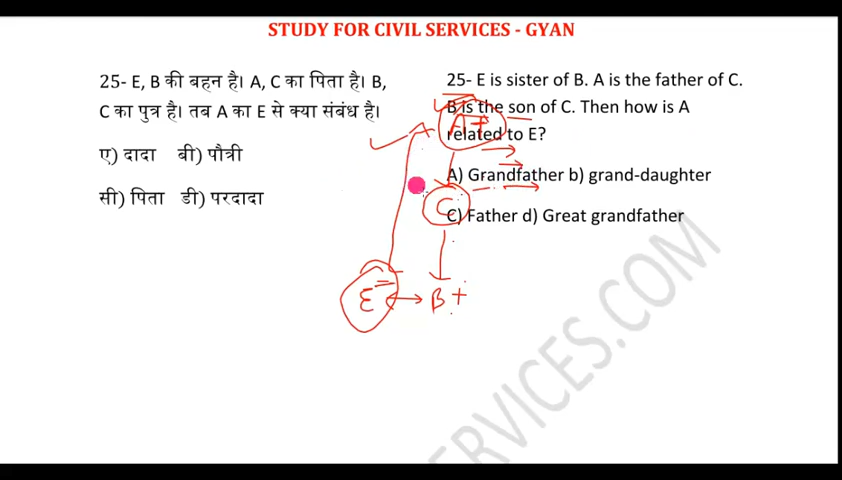 STUDY FOR CIVIL SERVICES - GYAN
25- E, B की बहन है। A, C का पिता है। B,
C का पुत्र है। तब A का E से क्या संबंध है।
ए) दादा बी) पौत्री
सी) पिता डी) परदादा
25- E is sister of B. A is the father of C.
B is the son of C. Then how is A
related to E?
A) Grandfather b) grand-daughter
C) Father d) Great grandfather
A A+
C
E B +
SERVICES.COM